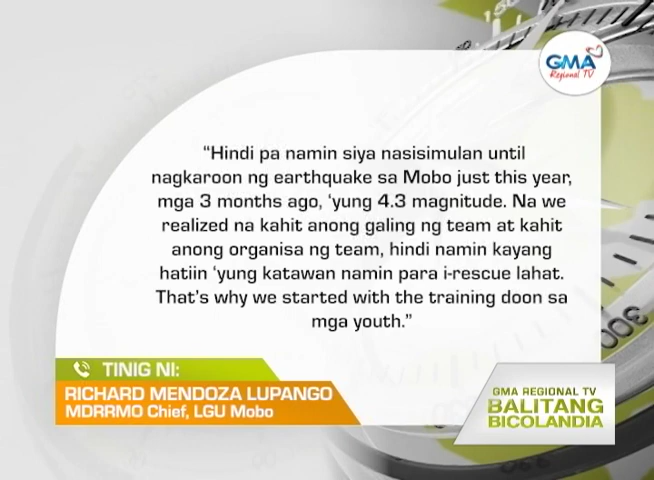 GMA
Regional TV
“Hindi pa namin siya nasisimulan until
nagkaroon ng earthquake sa Mobo just this year,
mga 3 months ago, ‘yung 4.3 magnitude. Na we
realized na kahit anong galing ng team at kahit
anong organisa ng team, hindi namin kayang
hatiin ‘yung katawan namin para i-rescue lahat.
That’s why we started with the training doon sa
mga youth.”
300
TINIG NI:
RICHARD MENDOZA LUPANGO
MDRRMO Chief, LGU Mobo
GMA REGIONAL TV
BALITANG
BICOLANDIA